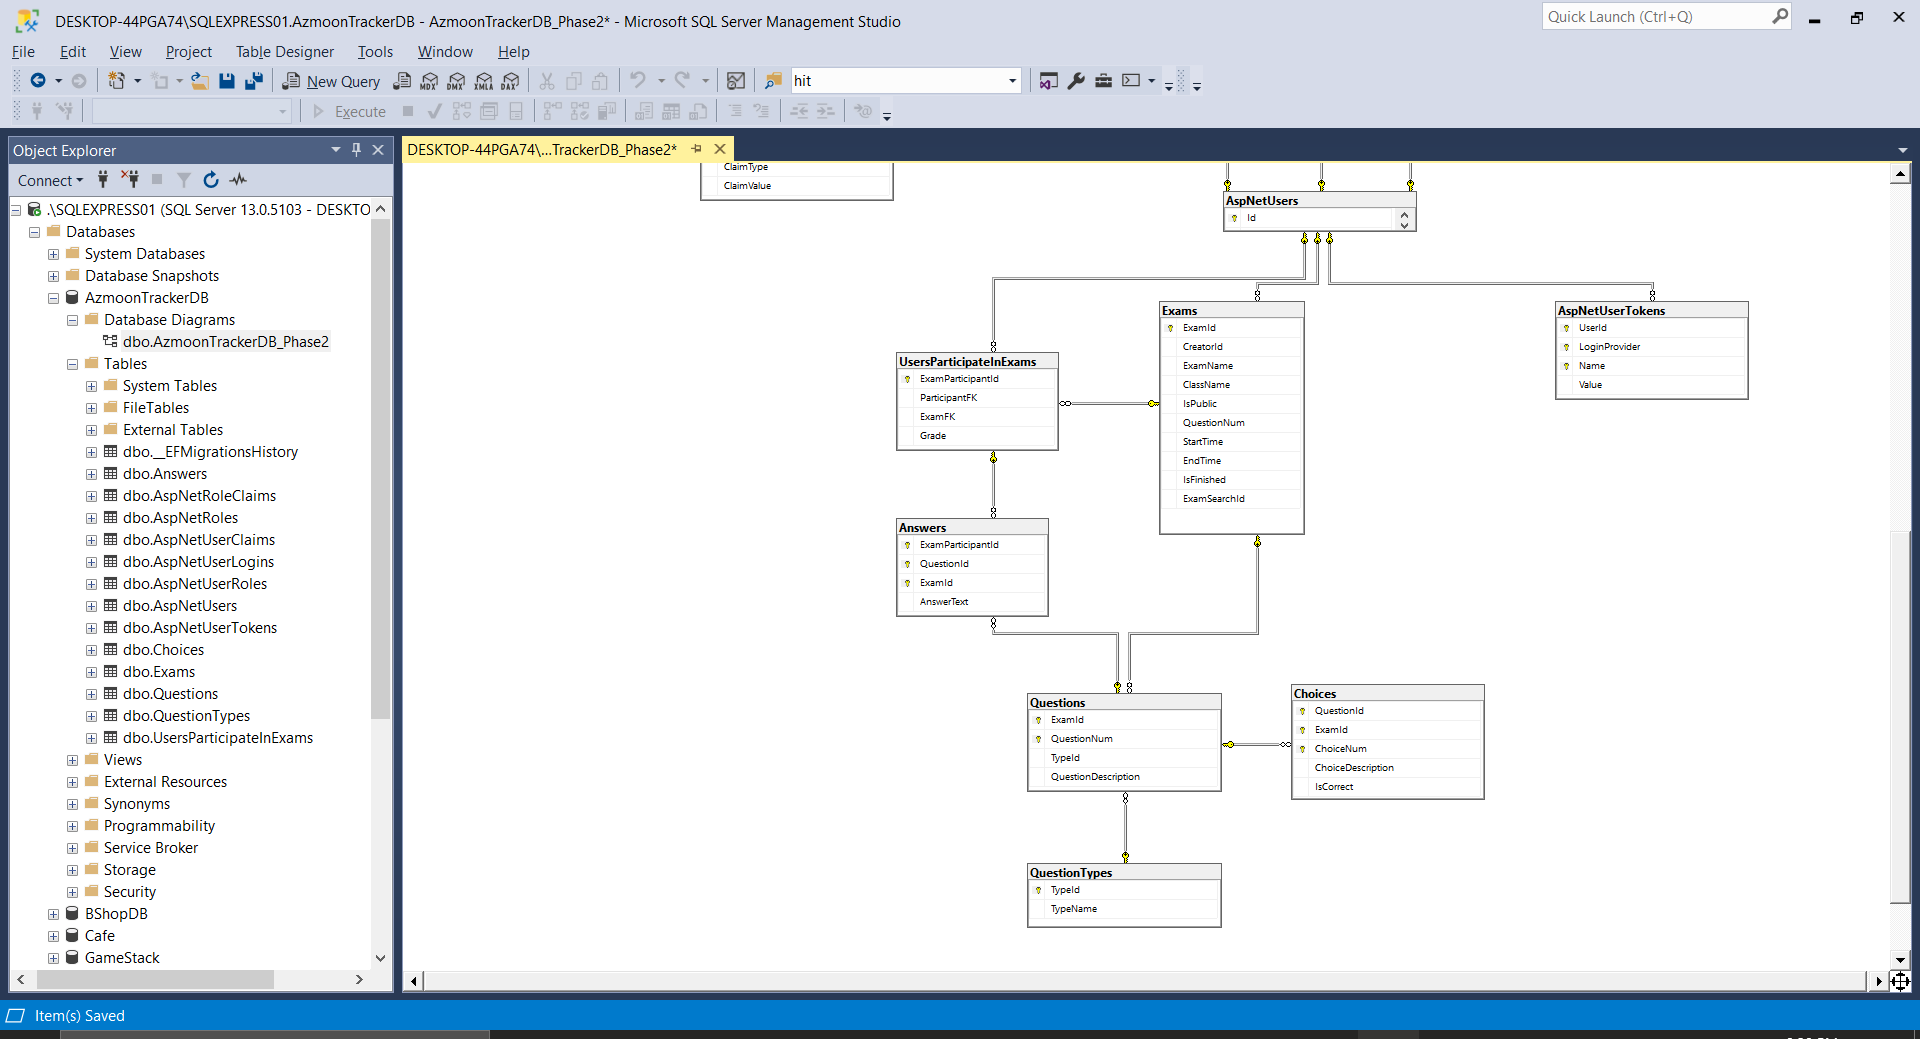 DESKTOP-44PGA74\SQLEXPRESS01.AzmoonTrackerDB - AzmoonTrackerDB_Phase2* - Microsoft SQL Server Management Studio
Quick Launch (Ctrl+Q)
File Edit View Project Table Designer Tools Window Help
New Query MDX DMX XMLA DAX hit
Execute
Object Explorer
Connect
.\SQLEXPRESS01 (SQL Server 13.0.5103 - DESKTO
Databases
System Databases
Database Snapshots
AzmoonTrackerDB
Database Diagrams
dbo.AzmoonTrackerDB_Phase2
Tables
System Tables
FileTables
External Tables
dbo.__EFMigrationsHistory
dbo.Answers
dbo.AspNetRoleClaims
dbo.AspNetRoles
dbo.AspNetUserClaims
dbo.AspNetUserLogins
dbo.AspNetUserRoles
dbo.AspNetUsers
dbo.AspNetUserTokens
dbo.Choices
dbo.Exams
dbo.Questions
dbo.QuestionTypes
dbo.UsersParticipateInExams
Views
External Resources
Synonyms
Programmability
Service Broker
Storage
Security
BShopDB
Cafe
GameStack
DESKTOP-44PGA74\...TrackerDB_Phase2*
ClaimType
ClaimValue
AspNetUsers
Id
UsersParticipateInExams
ExamParticipantId
ParticipantFK
ExamFK
Grade
Exams
ExamId
CreatorId
ExamName
ClassName
IsPublic
QuestionNum
StartTime
EndTime
IsFinished
ExamSearchId
AspNetUserTokens
UserId
LoginProvider
Name
Value
Answers
ExamParticipantId
QuestionId
ExamId
AnswerText
Questions
ExamId
QuestionNum
TypeId
QuestionDescription
Choices
QuestionId
ExamId
ChoiceNum
ChoiceDescription
IsCorrect
QuestionTypes
TypeId
TypeName
Item(s) Saved